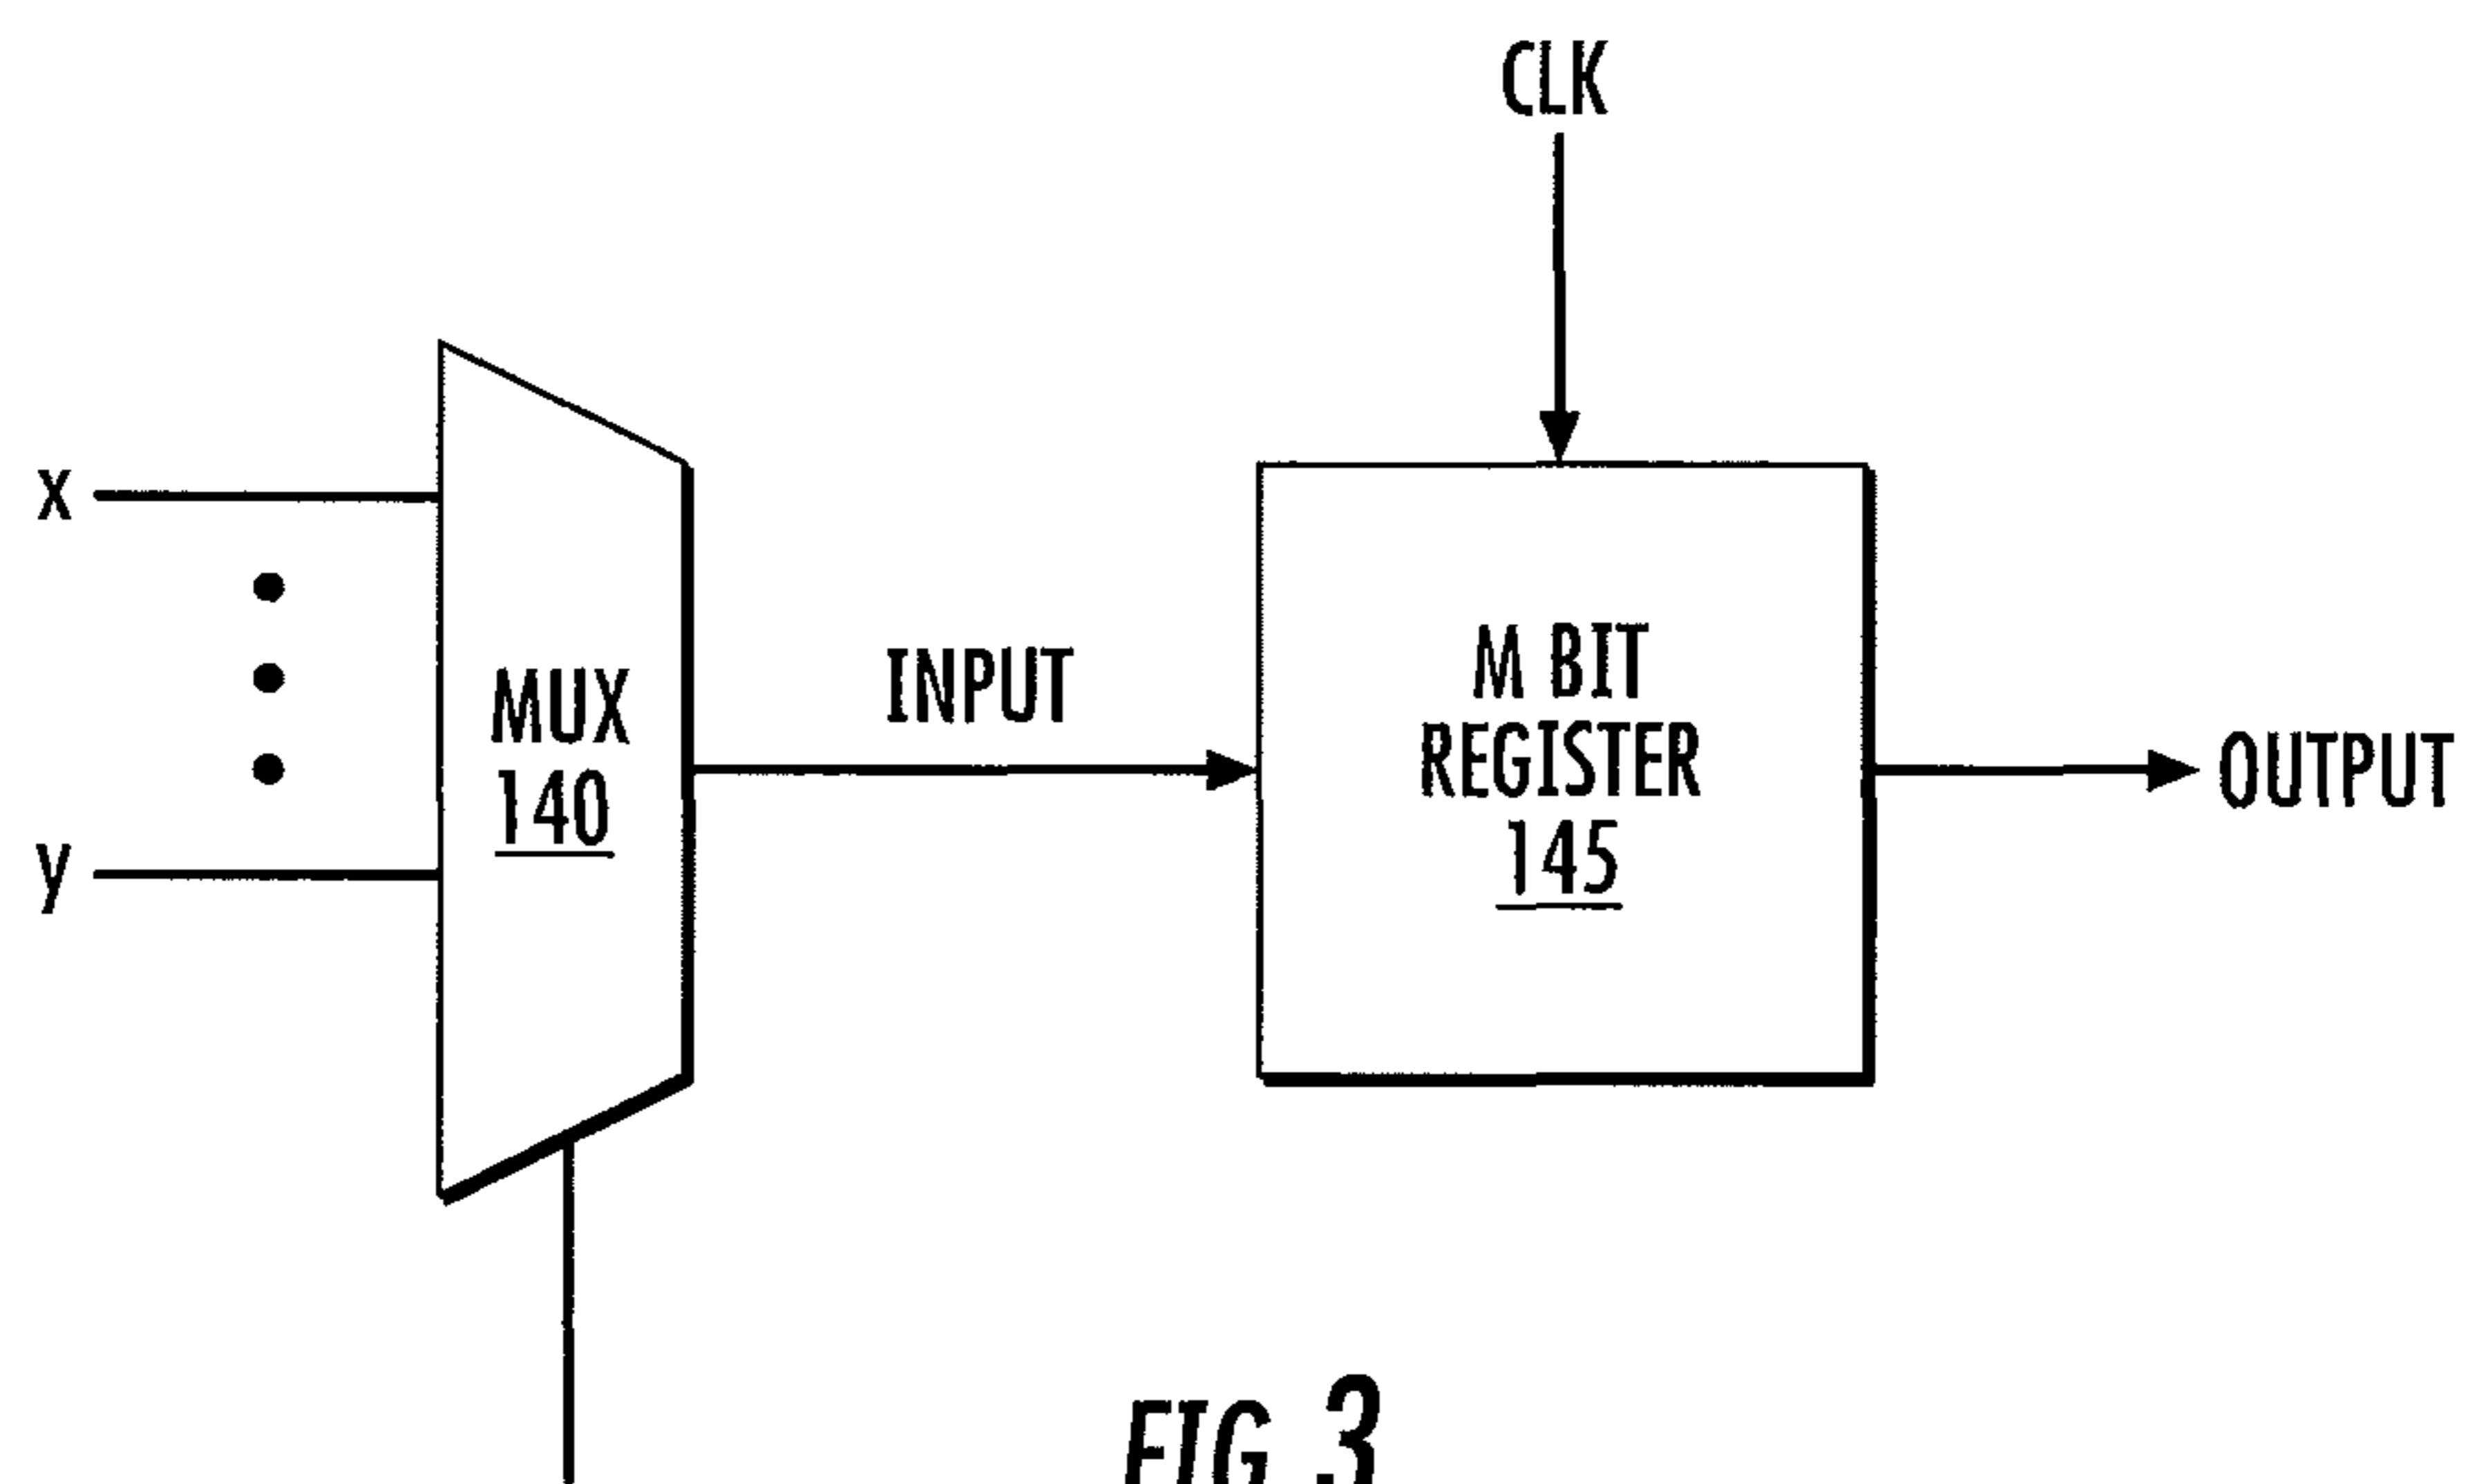 CLK
x
y
MUX
140
INPUT
M BIT
REGISTER
145
OUTPUT
FIG. 3